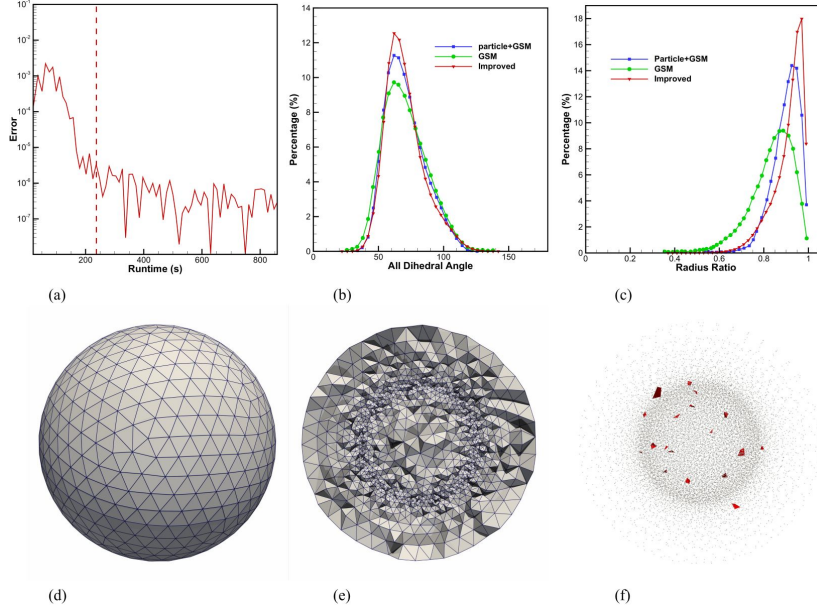 10⁻¹
10⁻²
10⁻³
10⁻⁴
10⁻⁵
10⁻⁶
10⁻⁷
Error
200 400 600 800
Runtime (s)
(a)
14
12
10
8
6
4
2
0
Percentage (%)
particle+GSM
GSM
Improved
0 50 100 150
All Dihedral Angle
(b)
18
16
14
12
10
8
6
4
2
0
Percentage (%)
Particle+GSM
GSM
Improved
0 0.2 0.4 0.6 0.8 1
Radius Ratio
(c)
(d)
(e)
(f)